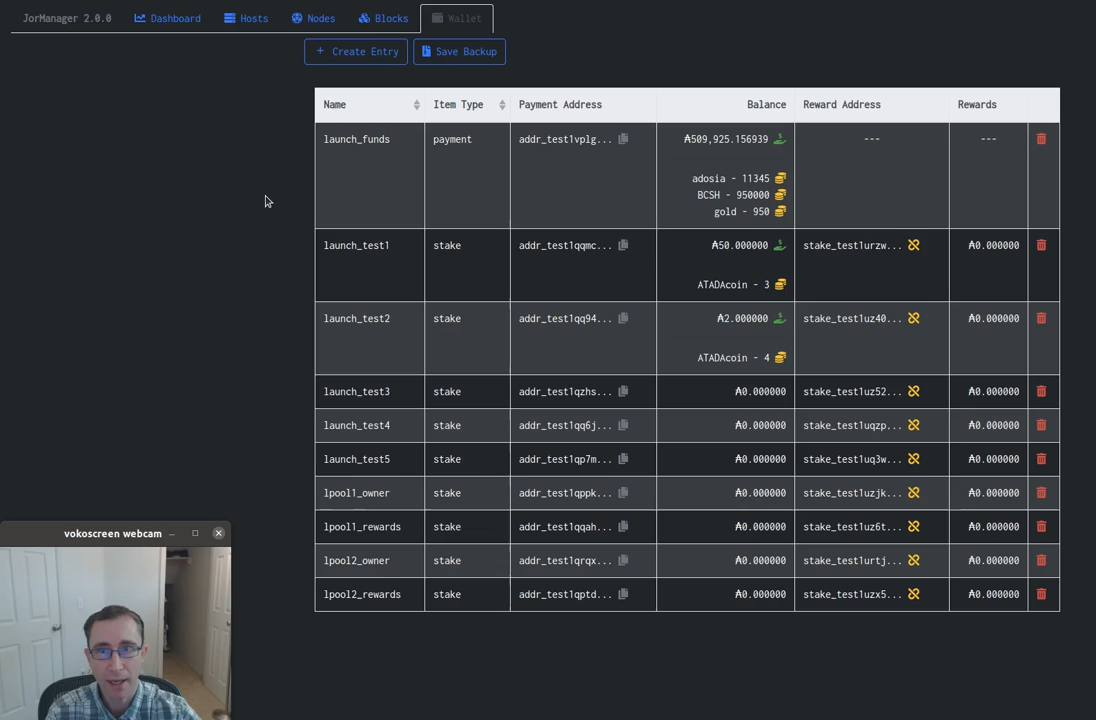 JorManager 2.0.0 Dashboard Hosts Nodes Blocks Wallet
+ Create Entry Save Backup
Name Item Type Payment Address Balance Reward Address Rewards
launch_funds payment addr_test1vplg... ₳509,925.156939 --- ---
adosia - 11345
BCSH - 950000
gold - 950
launch_test1 stake addr_test1qqmc... ₳50.000000 stake_test1urzw... ₳0.000000
ATADAcoin - 3
launch_test2 stake addr_test1qq94... ₳2.000000 stake_test1uz40... ₳0.000000
ATADAcoin - 4
launch_test3 stake addr_test1qzhs... ₳0.000000 stake_test1uz52... ₳0.000000
launch_test4 stake addr_test1qq6j... ₳0.000000 stake_test1uqzp... ₳0.000000
launch_test5 stake addr_test1qp7m... ₳0.000000 stake_test1uq3w... ₳0.000000
lpool1_owner stake addr_test1qppk... ₳0.000000 stake_test1uzjk... ₳0.000000
lpool1_rewards stake addr_test1qqah... ₳0.000000 stake_test1uz6t... ₳0.000000
lpool2_owner stake addr_test1qrqx... ₳0.000000 stake_test1urtj... ₳0.000000
lpool2_rewards stake addr_test1qptd... ₳0.000000 stake_test1uzx5... ₳0.000000
vokoscreen webcam